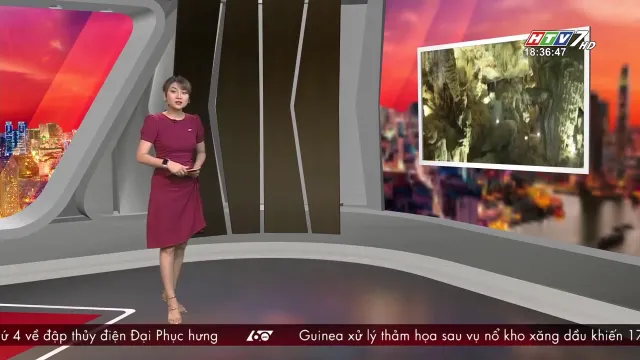 HTV7 HD
18:36:47
ứ 4 về đập thủy điện Đại Phục hưng 60 Guinea xử lý thảm họa sau vụ nổ kho xăng dầu khiến 17